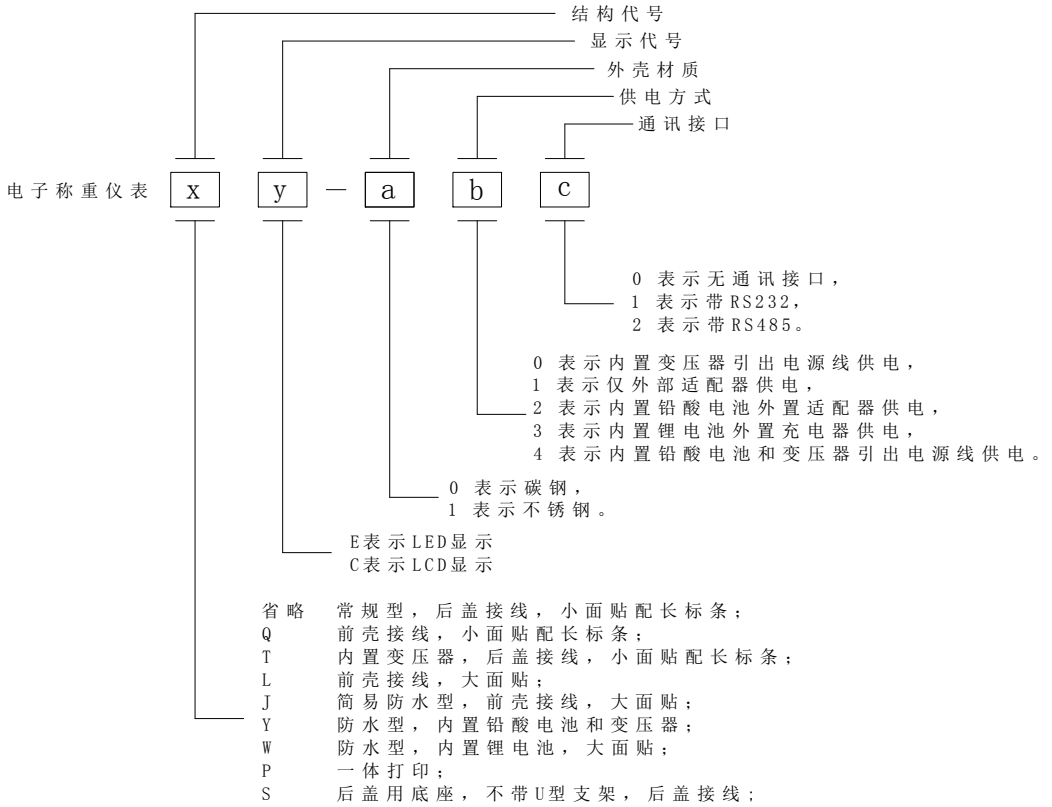 结构代号
显示代号
外壳材质
供电方式
通讯接口
电子称重仪表 x y — a b c
0 表示无通讯接口，
1 表示带RS232，
2 表示带RS485。
0 表示内置变压器引出电源线供电，
1 表示仅外部适配器供电，
2 表示内置铅酸电池外置适配器供电，
3 表示内置锂电池外置充电器供电，
4 表示内置铅酸电池和变压器引出电源线供电。
0 表示碳钢，
1 表示不锈钢。
E表示LED显示
C表示LCD显示
省略 常规型，后盖接线，小面贴配长标条；
Q 前壳接线，小面贴配长标条；
T 内置变压器，后盖接线，小面贴配长标条；
L 前壳接线，大面贴；
J 简易防水型，前壳接线，大面贴；
Y 防水型，内置铅酸电池和变压器；
W 防水型，内置锂电池，大面贴；
P 一体打印；
S 后盖用底座，不带U型支架，后盖接线；